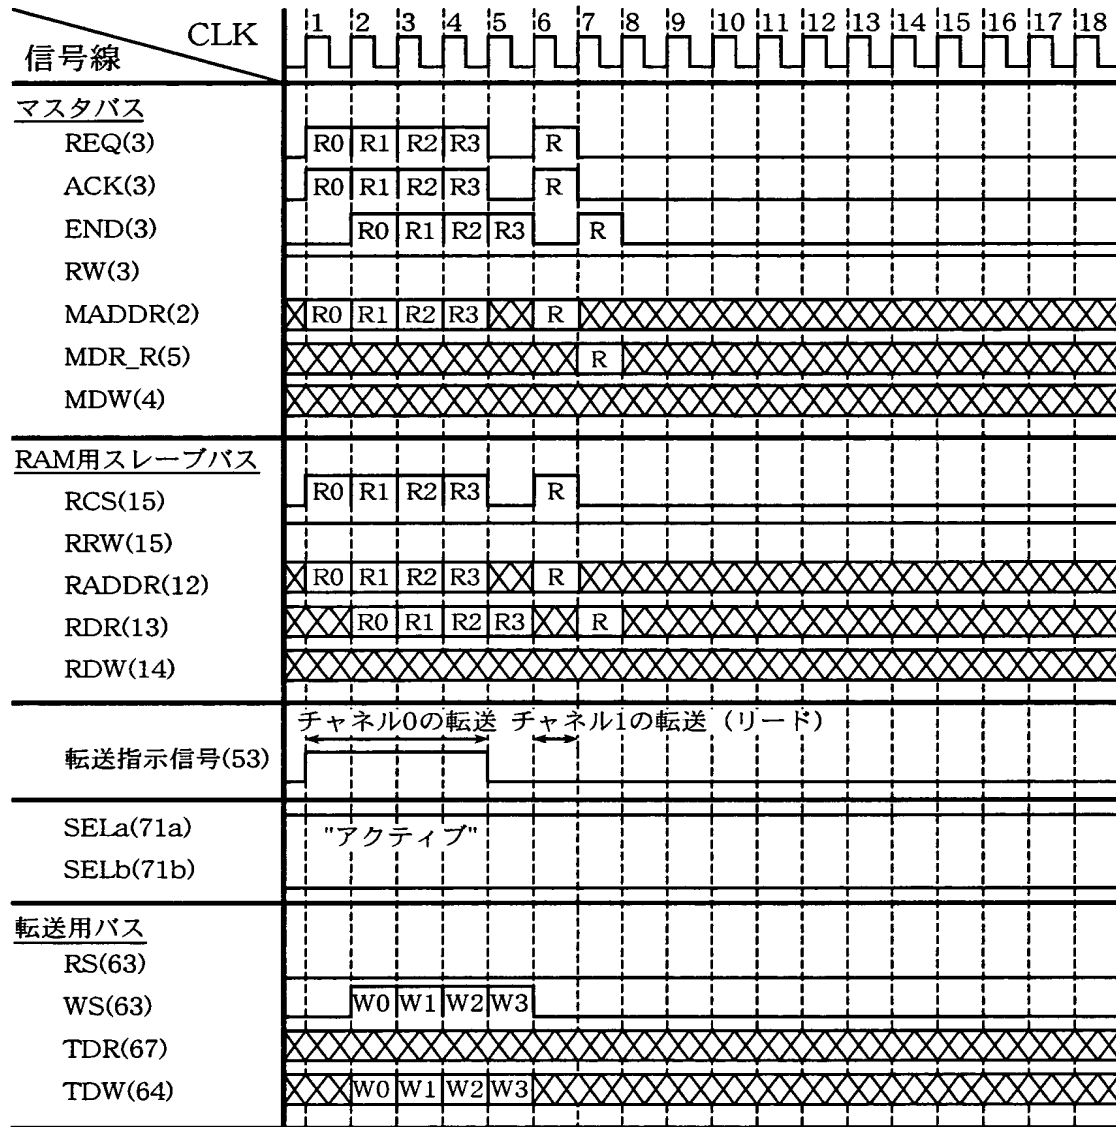 CLK
信号線
1 2 3 4 5 6 7 8 9 10 11 12 13 14 15 16 17 18
マスタバス
REQ(3) R0 R1 R2 R3 R
ACK(3) R0 R1 R2 R3 R
END(3) R0 R1 R2 R3 R
RW(3)
MADDR(2) R0 R1 R2 R3 R
MDR_R(5) R
MDW(4)
RAM用スレーブバス
RCS(15) R0 R1 R2 R3 R
RRW(15)
RADDR(12) R0 R1 R2 R3 R
RDR(13) R0 R1 R2 R3 R
RDW(14)
チャネル0の転送 チャネル1の転送 (リード)
転送指示信号(53)
SELa(71a)
"アクティブ"
SELb(71b)
転送用バス
RS(63)
WS(63) W0 W1 W2 W3
TDR(67)
TDW(64) W0 W1 W2 W3